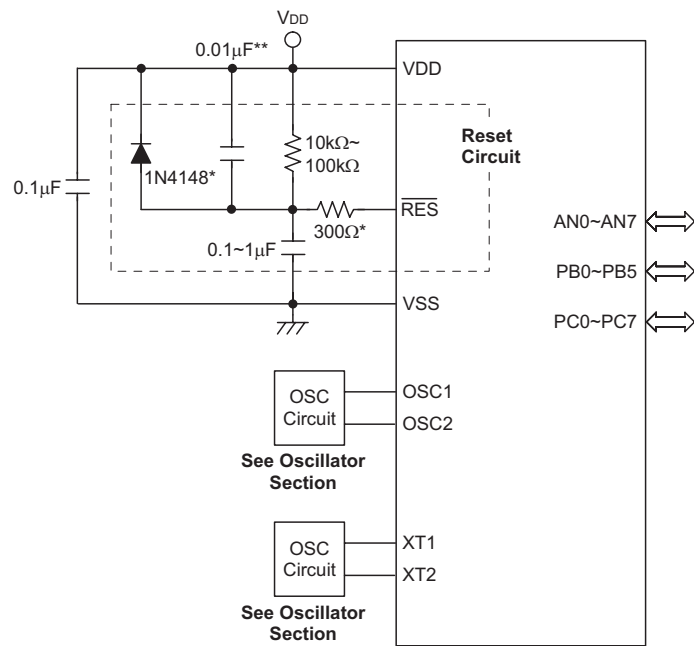 VDD
0.01μF**
VDD
Reset
Circuit
10kΩ~
100kΩ
1N4148*
0.1μF
RES
300Ω*
0.1~1μF
VSS
AN0~AN7
PB0~PB5
PC0~PC7
OSC
Circuit
OSC1
OSC2
See Oscillator
Section
OSC
Circuit
XT1
XT2
See Oscillator
Section